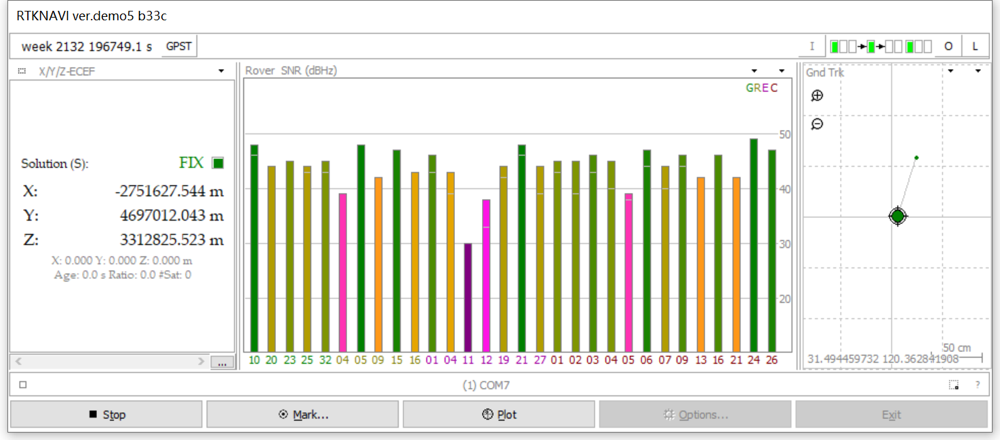 RTKNAVI ver.demo5 b33c
week 2132 196749.1 s GPST I O L
X/Y/Z-ECEF
Rover SNR (dBHz)
Gnd Trk
GREC
50
40
30
20
Solution (S): FIX
X: -2751627.544 m
Y: 4697012.043 m
Z: 3312825.523 m
X: 0.000 Y: 0.000 Z: 0.000 m
Age: 0.0 s Ratio: 0.0 #Sat: 0
...
10 20 23 25 32 04 05 09 15 16 01 04 11 12 19 21 27 01 02 03 04 05 06 07 09 13 16 21 24 26
50 cm
31.494459732 120.362841908
(1) COM7
?
Stop
Mark...
Plot
Options...
Exit